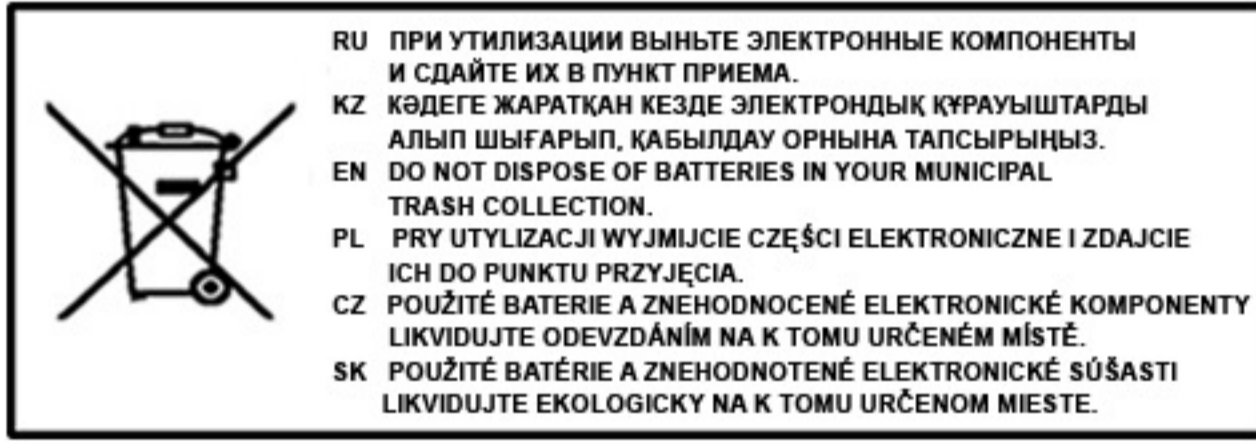 RU ПРИ УТИЛИЗАЦИИ ВЫНЬТЕ ЭЛЕКТРОННЫЕ КОМПОНЕНТЫ
И СДАЙТЕ ИХ В ПУНКТ ПРИЕМА.
KZ КӘДЕГЕ ЖАРАТҚАН КЕЗДЕ ЭЛЕКТРОНДЫҚ ҚҰРАУЫШТАРДЫ
АЛЫП ШЫҒАРЫП, ҚАБЫЛДАУ ОРНЫНА ТАПСЫРЫҢЫЗ.
EN DO NOT DISPOSE OF BATTERIES IN YOUR MUNICIPAL
TRASH COLLECTION.
PL PRY UTYLIZACJI WYJMIJCIE CZĘŚCI ELEKTRONICZNE I ZDAJCIE
ICH DO PUNKTU PRZYJĘCIA.
CZ POUŽITÉ BATERIE A ZNEHODNOCENÉ ELEKTRONICKÉ KOMPONENTY
LIKVIDUJTE ODEVZDÁNÍM NA K TOMU URČENÉM MÍSTĚ.
SK POUŽITÉ BATÉRIE A ZNEHODNOTENÉ ELEKTRONICKÉ SÚŠASTI
LIKVIDUJTE EKOLOGICKY NA K TOMU URČENOM MIESTE.